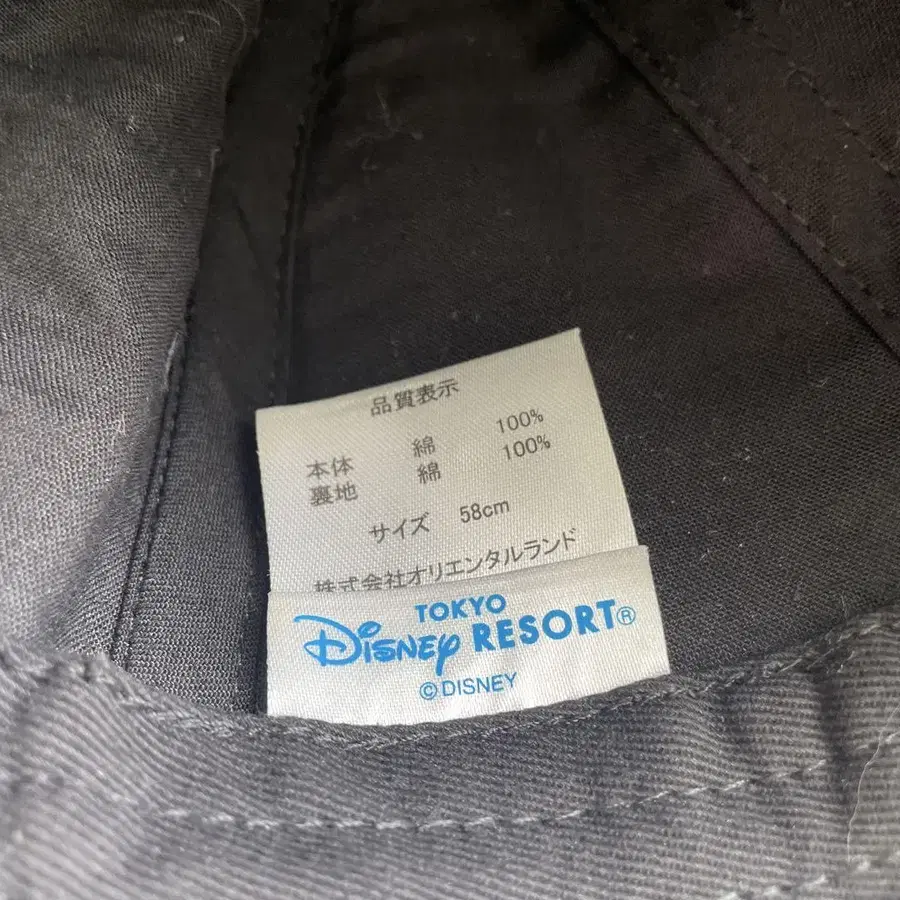 品質表示
本体 綿 100%
裏地 綿 100%
サイズ 58cm
株式会社オリエンタルランド
TOKYO
Disney RESORT®
© DISNEY